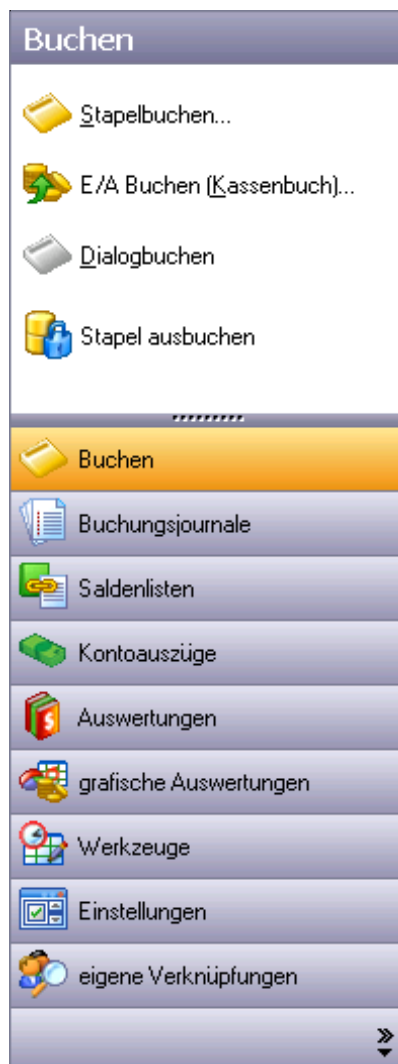 Buchen
Stapelbuchen...
E/A Buchen (Kassenbuch)...
Dialogbuchen
Stapel ausbuchen
Buchen
Buchungsjournale
Saldenlisten
Kontoauszüge
Auswertungen
grafische Auswertungen
Werkzeuge
Einstellungen
eigene Verknüpfungen